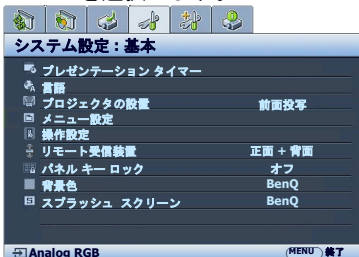 システム設定：基本
プレゼンテーション タイマー
言語
プロジェクタの設置 前面投写
メニュー設定
操作設定
リモート受信装置 正面 + 背面
パネル キー ロック オフ
背景色 BenQ
スプラッシュ スクリーン BenQ
Analog RGB MENU 終了